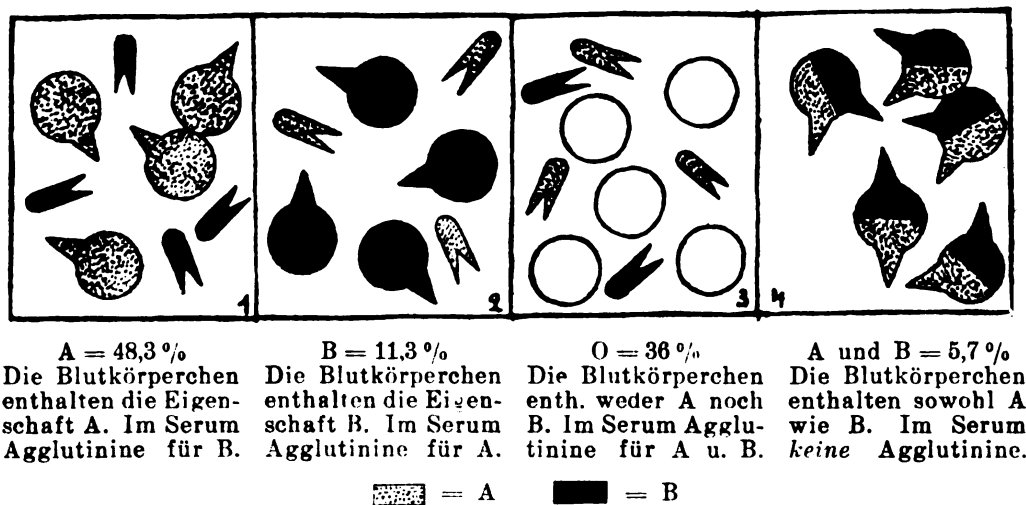 1 2 3 4
A = 48,3 %
Die Blutkörperchen
enthalten die Eigen-
schaft A. Im Serum
Agglutinine für B.
B = 11,3 %
Die Blutkörperchen
enthalten die Eigen-
schaft B. Im Serum
Agglutinine für A.
O = 36 %
Die Blutkörperchen
enth. weder A noch
B. Im Serum Agglu-
tinine für A u. B.
A und B = 5,7 %
Die Blutkörperchen
enthalten sowohl A
wie B. Im Serum
keine Agglutinine.
= A = B